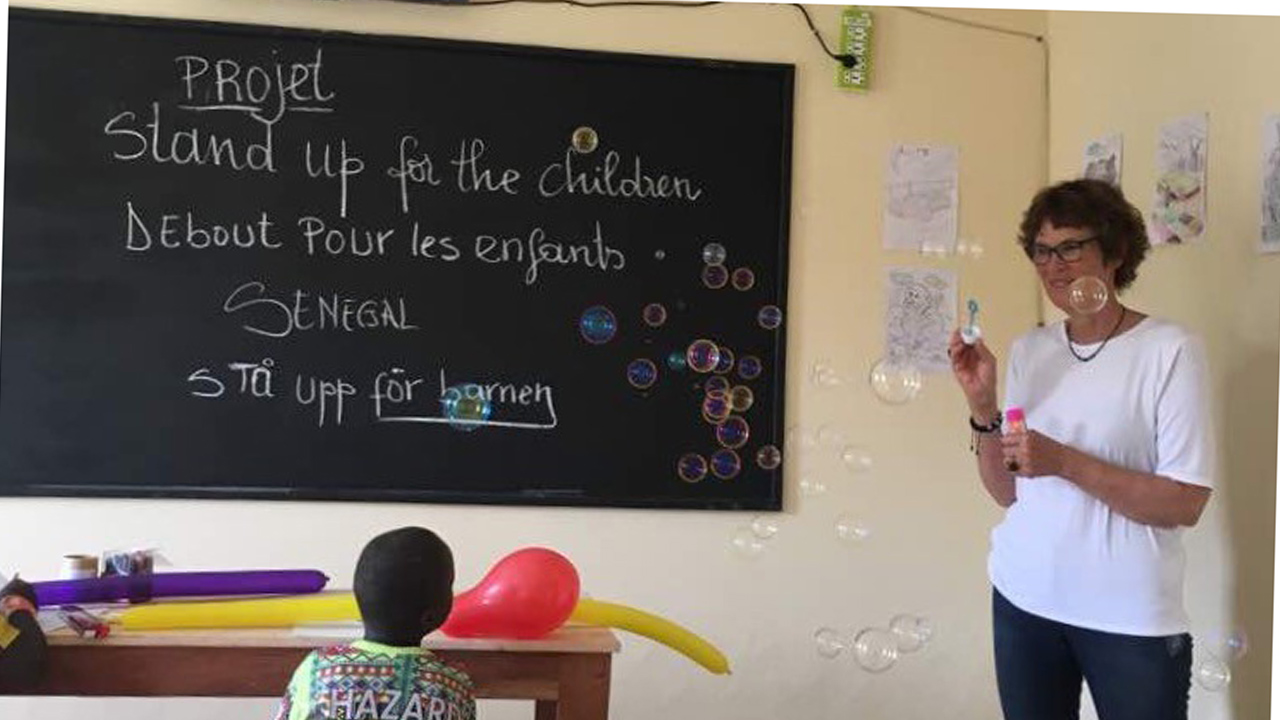 PROjet
Stand up for the children
DEbout POUr les enfants
SENEGAL
STÅ upp för barnen
HAZARD